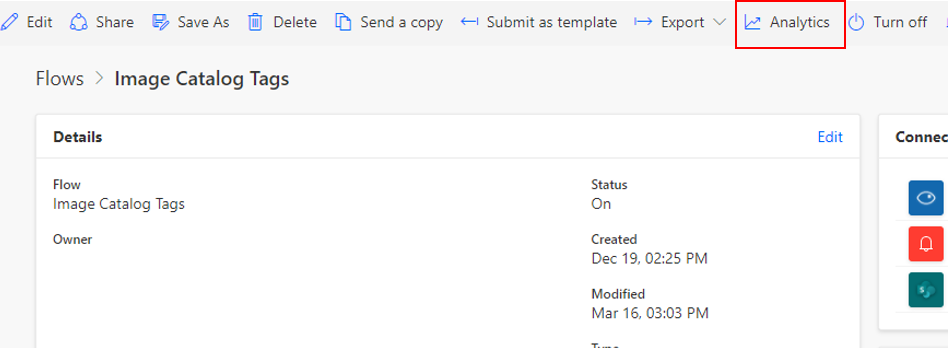 Edit Share Save As Delete Send a copy Submit as template Export Analytics Turn off
Flows > Image Catalog Tags
Details Edit
Flow
Image Catalog Tags
Owner
Status
On
Created
Dec 19, 02:25 PM
Modified
Mar 16, 03:03 PM
Connec